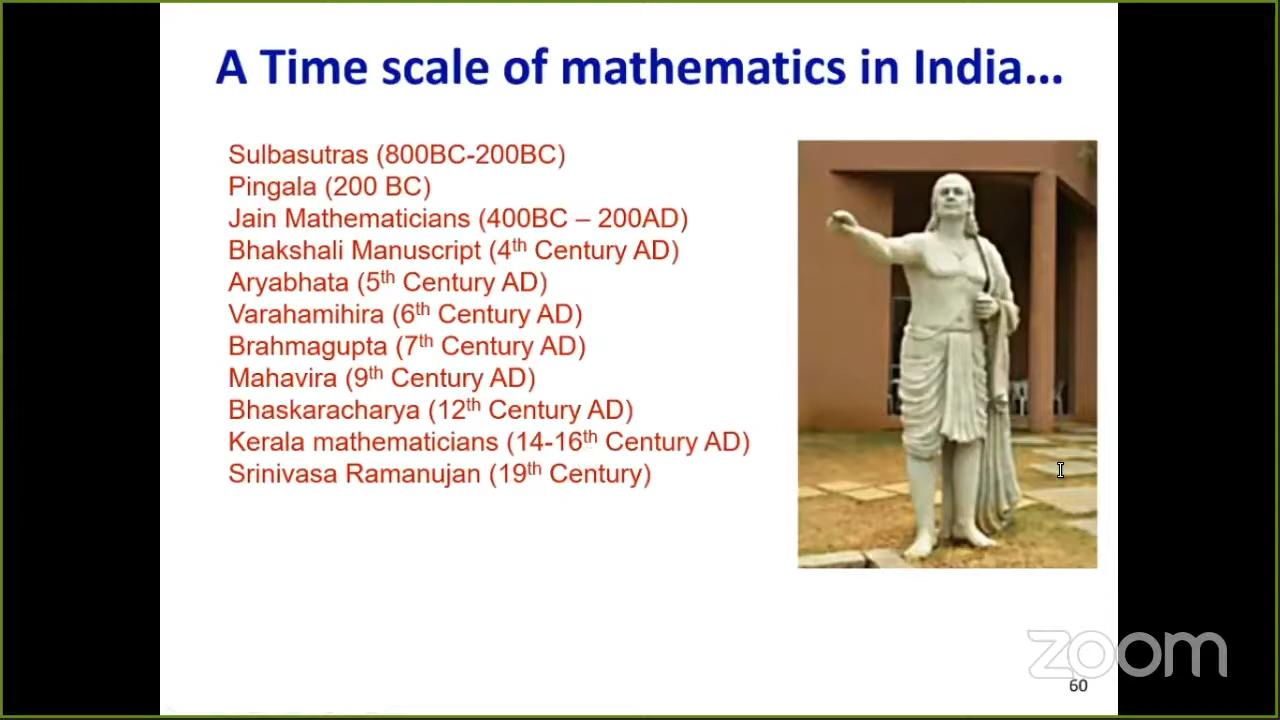 A Time scale of mathematics in India...
Sulbasutras (800BC-200BC)
Pingala (200 BC)
Jain Mathematicians (400BC – 200AD)
Bhakshali Manuscript (4th Century AD)
Aryabhata (5th Century AD)
Varahamihira (6th Century AD)
Brahmagupta (7th Century AD)
Mahavira (9th Century AD)
Bhaskaracharya (12th Century AD)
Kerala mathematicians (14-16th Century AD)
Srinivasa Ramanujan (19th Century)
zoom
60